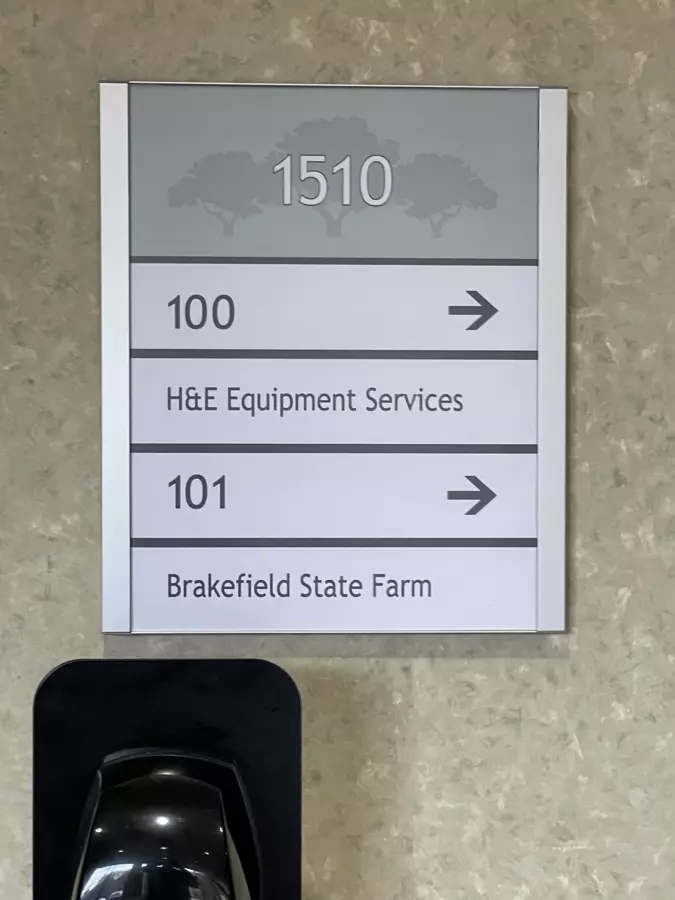 1510
100 →
H&E Equipment Services
101 →
Brakefield State Farm